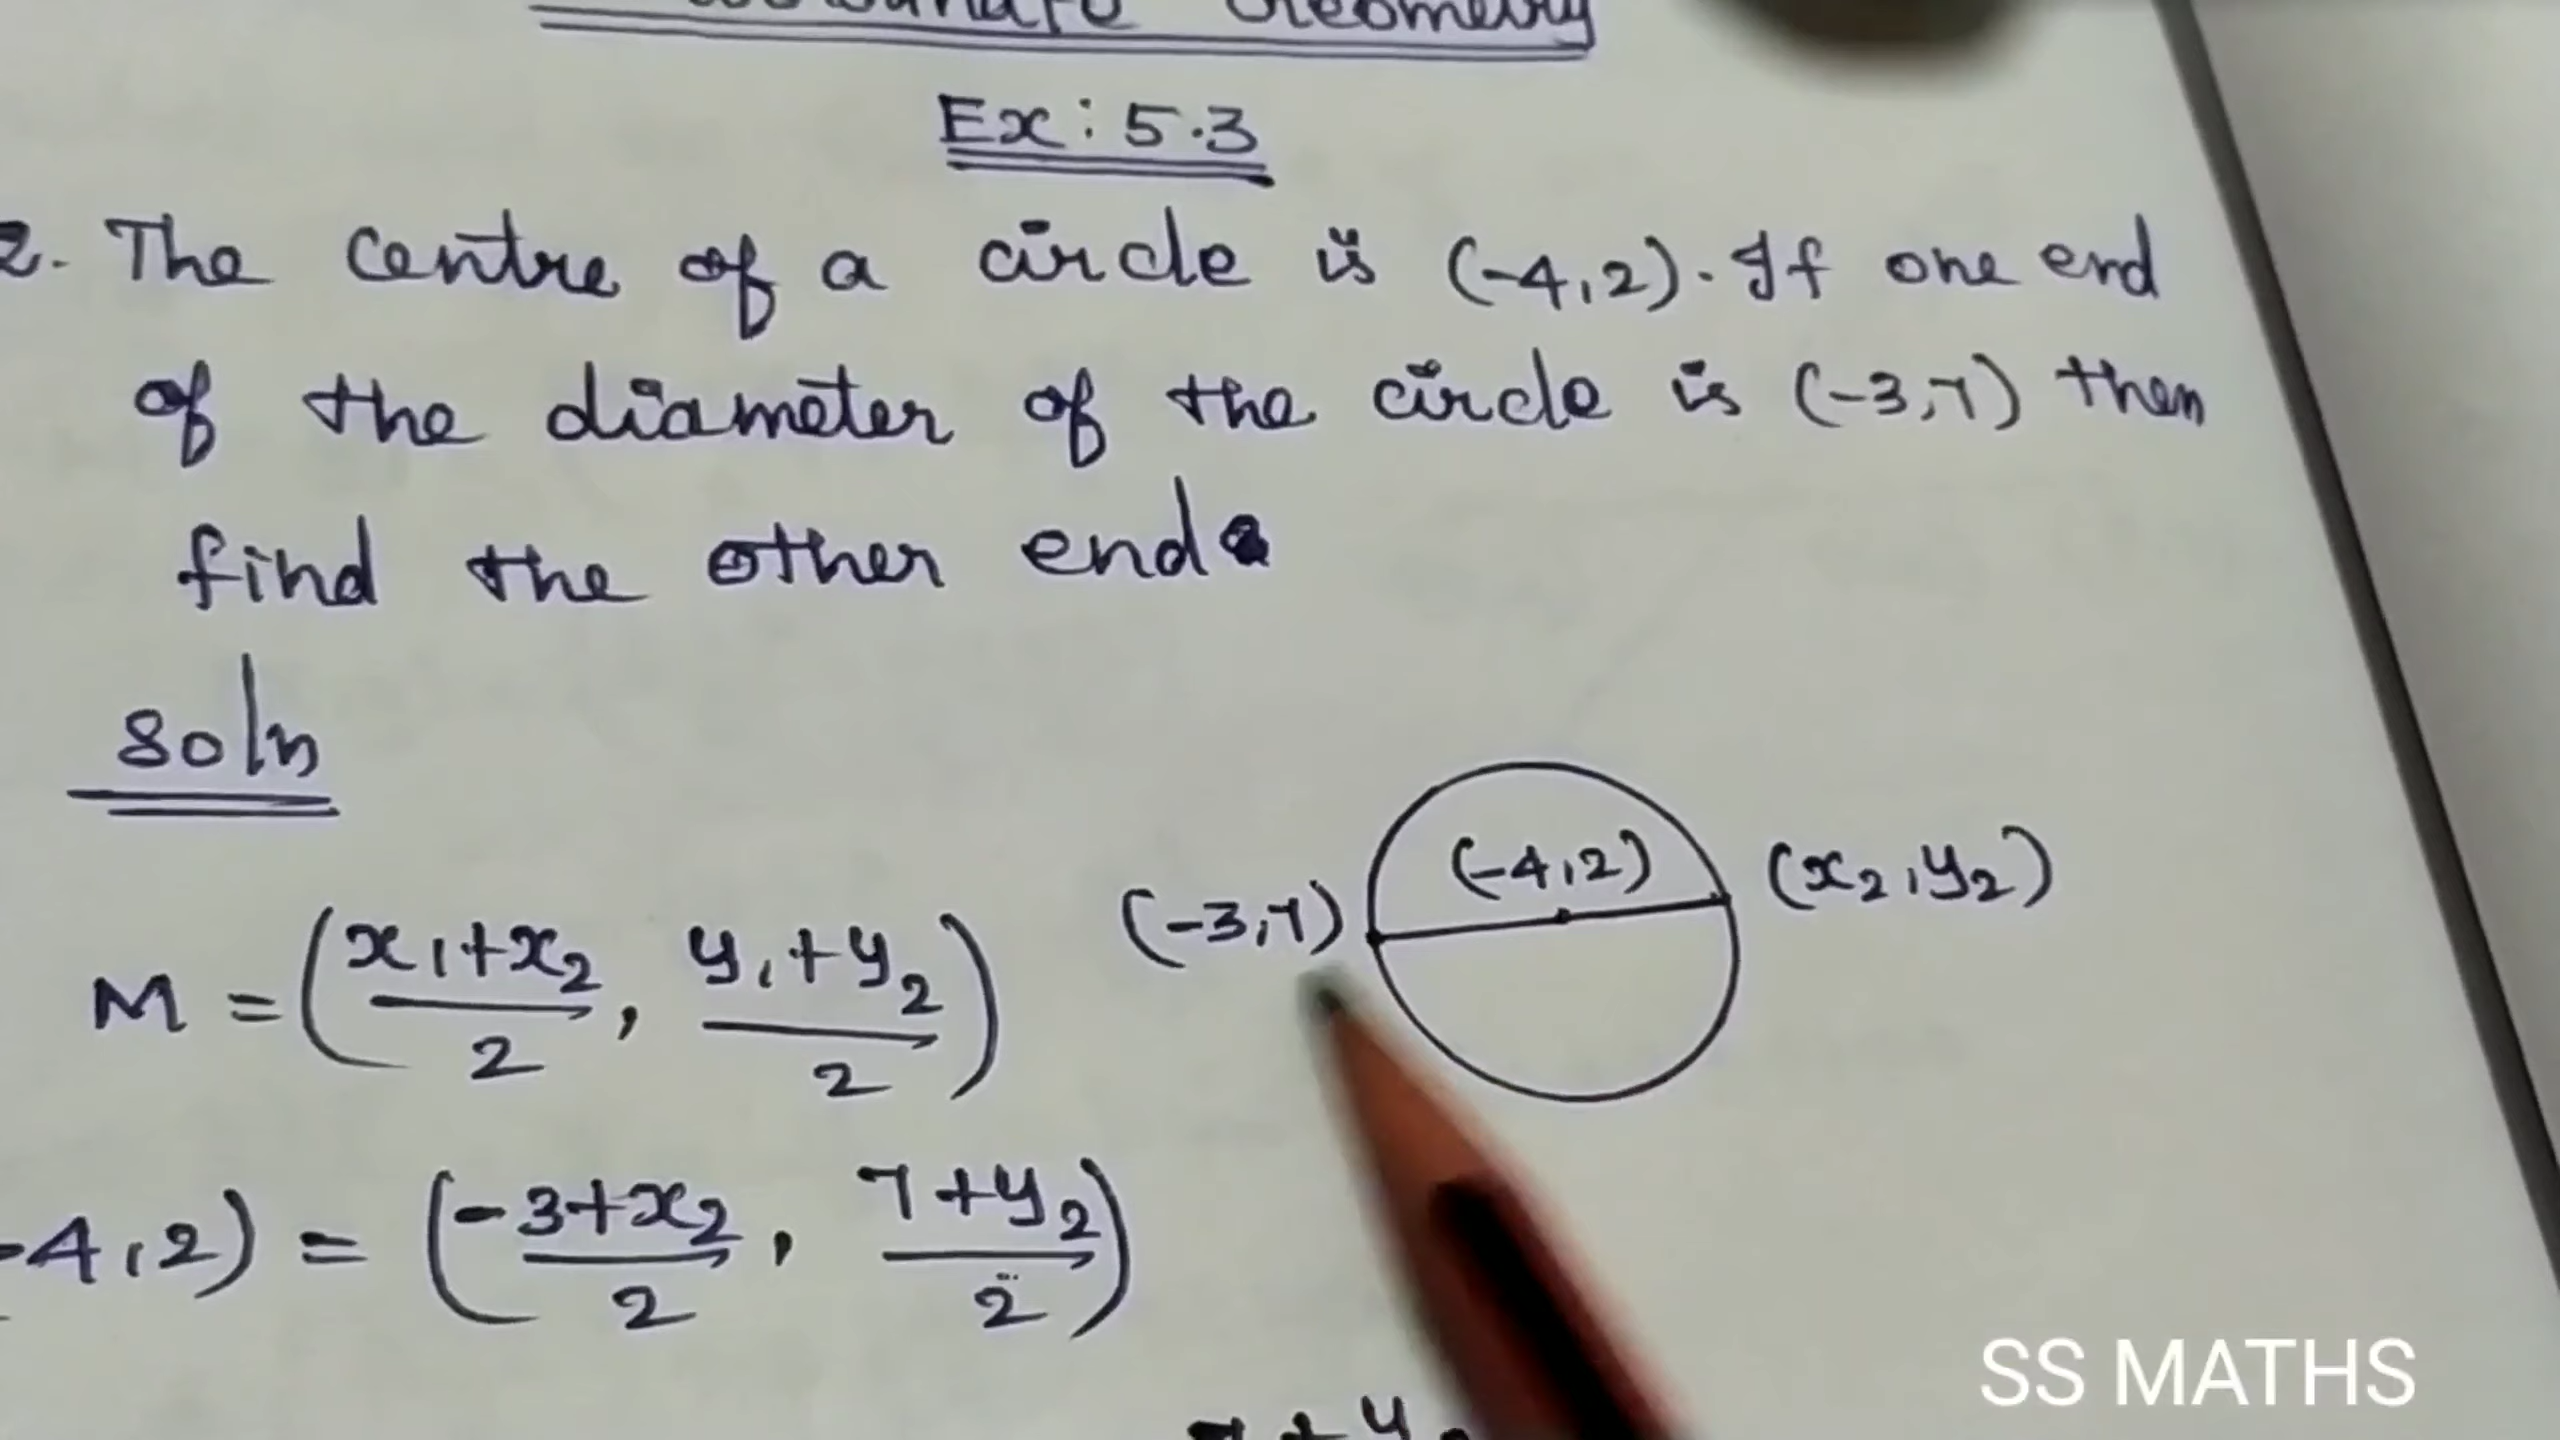 Geometry
Ex: 5.3
2. The centre of a circle is (-4,2). If one end
of the diameter of the circle is (-3,7) then
find the other end.
Soln
(-4,2) (x₂,y₂)
(-3,7)
M = (x₁+x₂/2, y₁+y₂/2)
-4,2) = (-3+x₂/2, 7+y₂/2)
SS MATHS